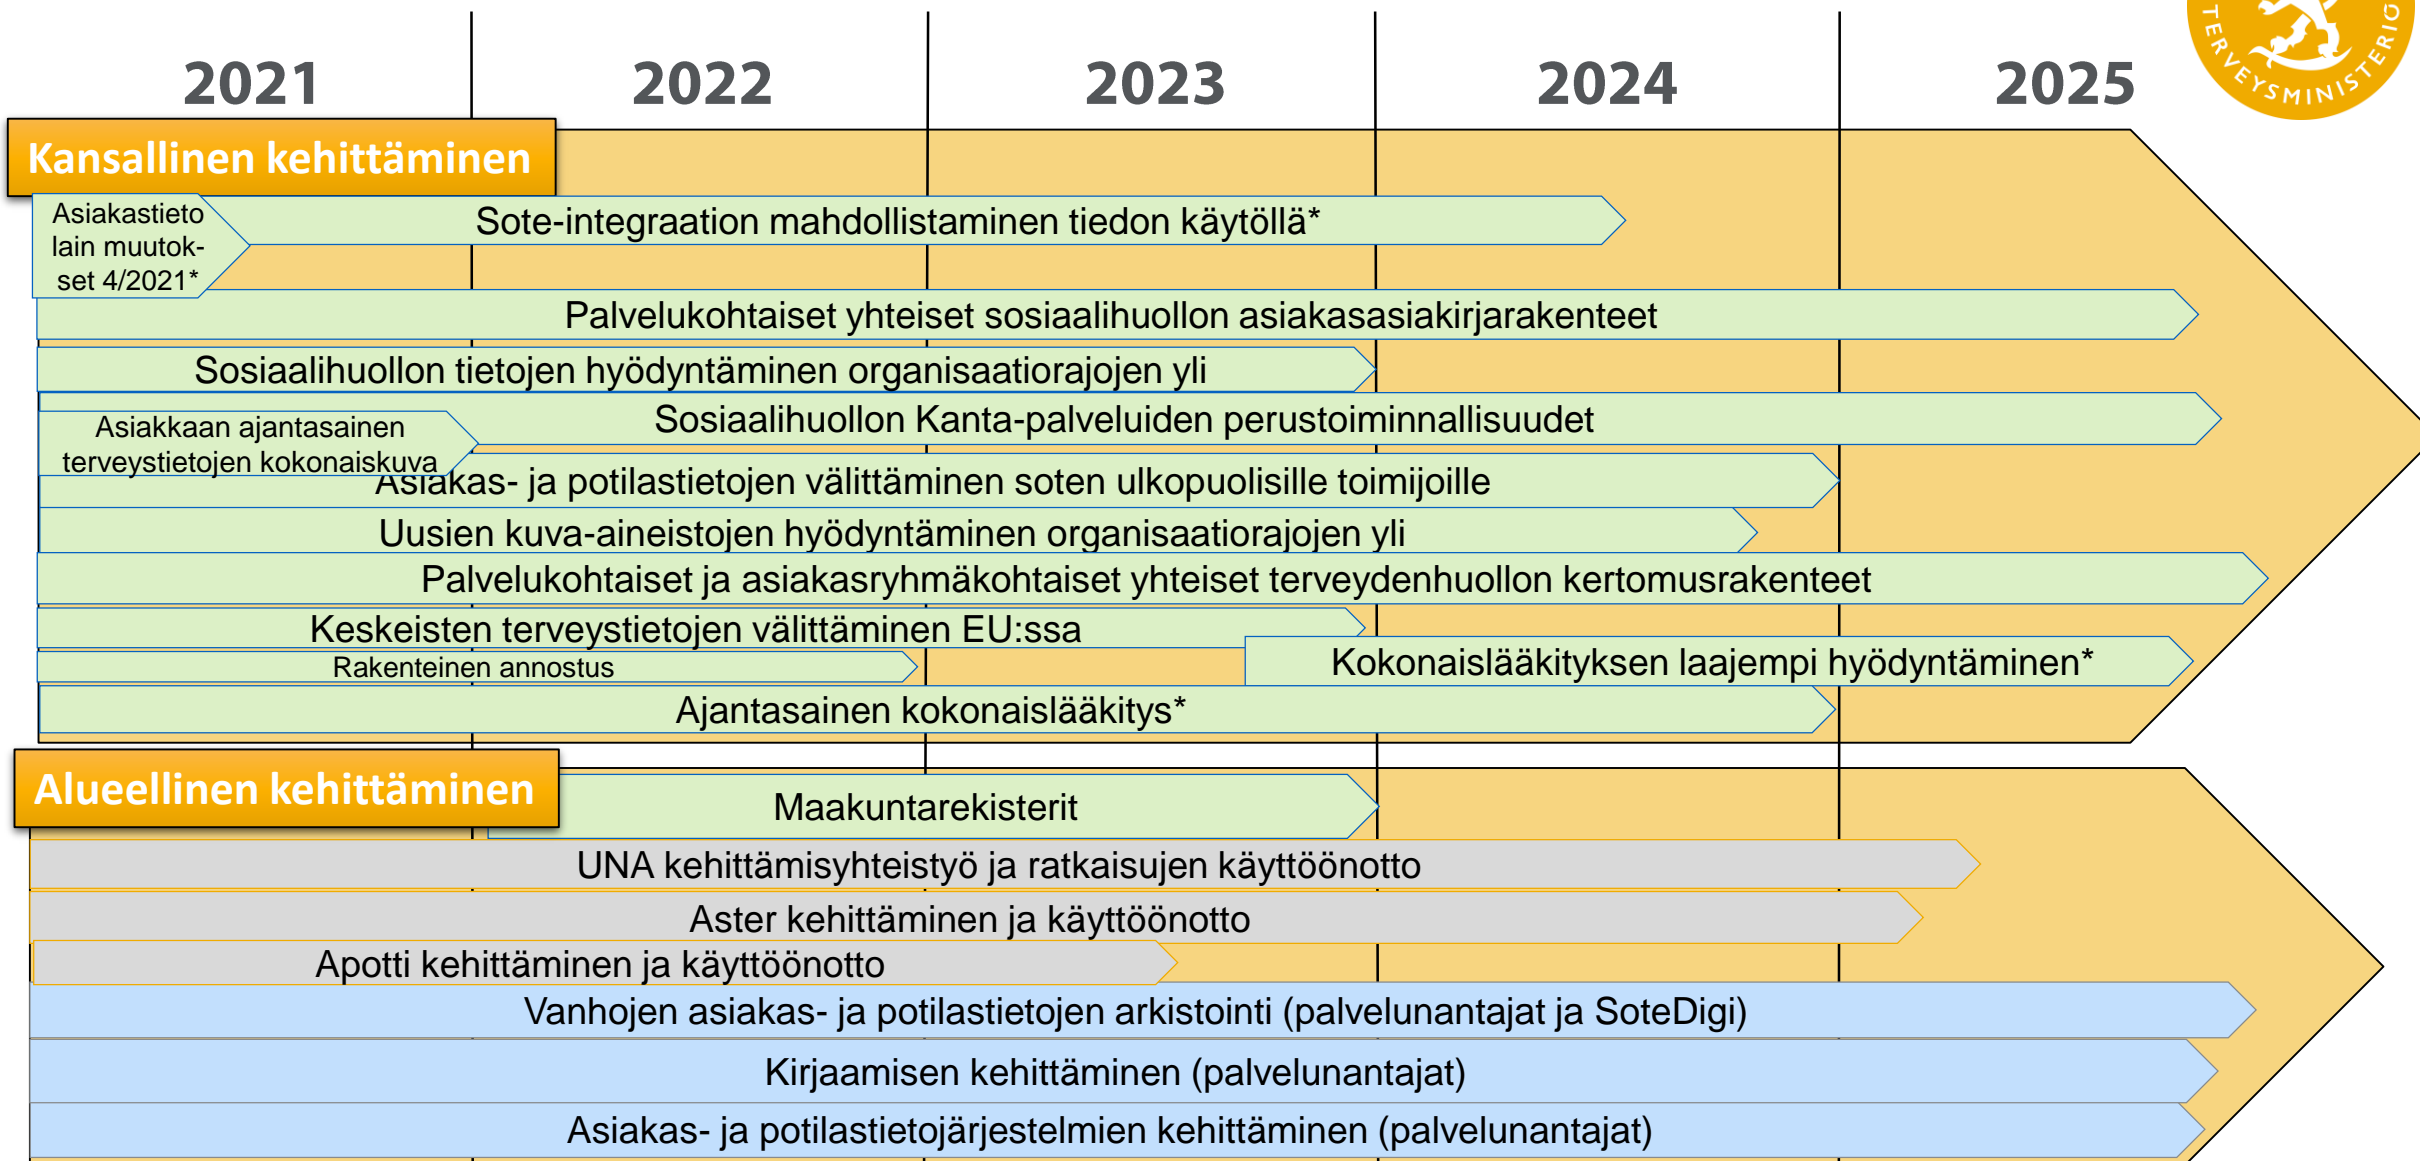 2021
2022
2023
2024
2025
TERVEYSMINISTERIÖ
Kansallinen kehittäminen
Asiakastieto
lain muutok-
set 4/2021*
Sote-integraation mahdollistaminen tiedon käytöllä*
Palvelukohtaiset yhteiset sosiaalihuollon asiakasasiakirjarakenteet
Sosiaalihuollon tietojen hyödyntäminen organisaatiorajojen yli
Sosiaalihuollon Kanta-palveluiden perustoiminnallisuudet
Asiakkaan ajantasainen
terveystietojen kokonaiskuva
Asiakas- ja potilastietojen välittäminen soten ulkopuolisille toimijoille
Uusien kuva-aineistojen hyödyntäminen organisaatiorajojen yli
Palvelukohtaiset ja asiakasryhmäkohtaiset yhteiset terveydenhuollon kertomusrakenteet
Keskeisten terveystietojen välittäminen EU:ssa
Rakenteinen annostus
Kokonaislääkityksen laajempi hyödyntäminen*
Ajantasainen kokonaislääkitys*
Alueellinen kehittäminen
Maakuntarekisterit
UNA kehittämisyhteistyö ja ratkaisujen käyttöönotto
Aster kehittäminen ja käyttöönotto
Apotti kehittäminen ja käyttöönotto
Vanhojen asiakas- ja potilastietojen arkistointi (palvelunantajat ja SoteDigi)
Kirjaamisen kehittäminen (palvelunantajat)
Asiakas- ja potilastietojärjestelmien kehittäminen (palvelunantajat)